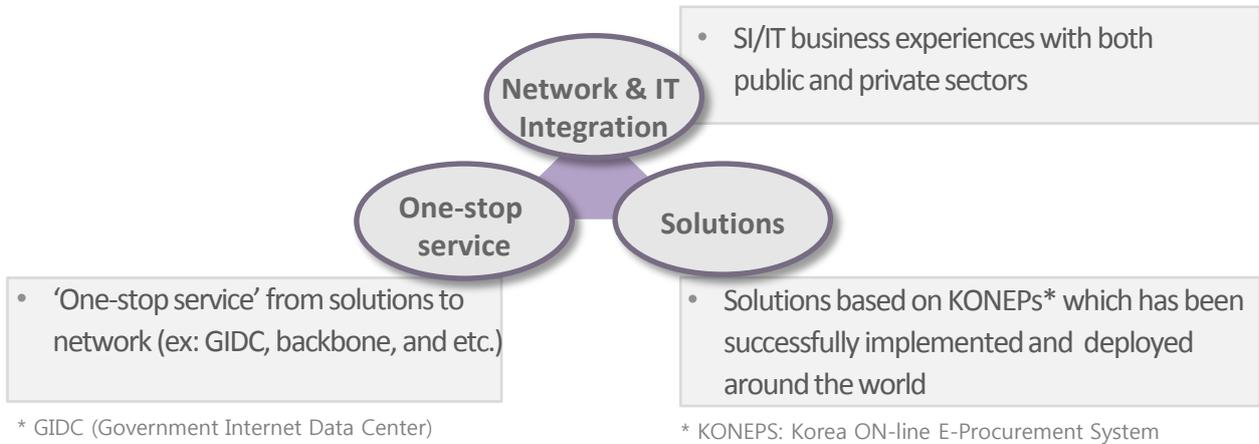 • SI/IT business experiences with both
public and private sectors
Network & IT
Integration
One-stop
service
Solutions
• ‘One-stop service’ from solutions to
network (ex: GIDC, backbone, and etc.)
• Solutions based on KONEPs* which has been
successfully implemented and deployed
around the world
* GIDC (Government Internet Data Center)
* KONEPS: Korea ON-line E-Procurement System